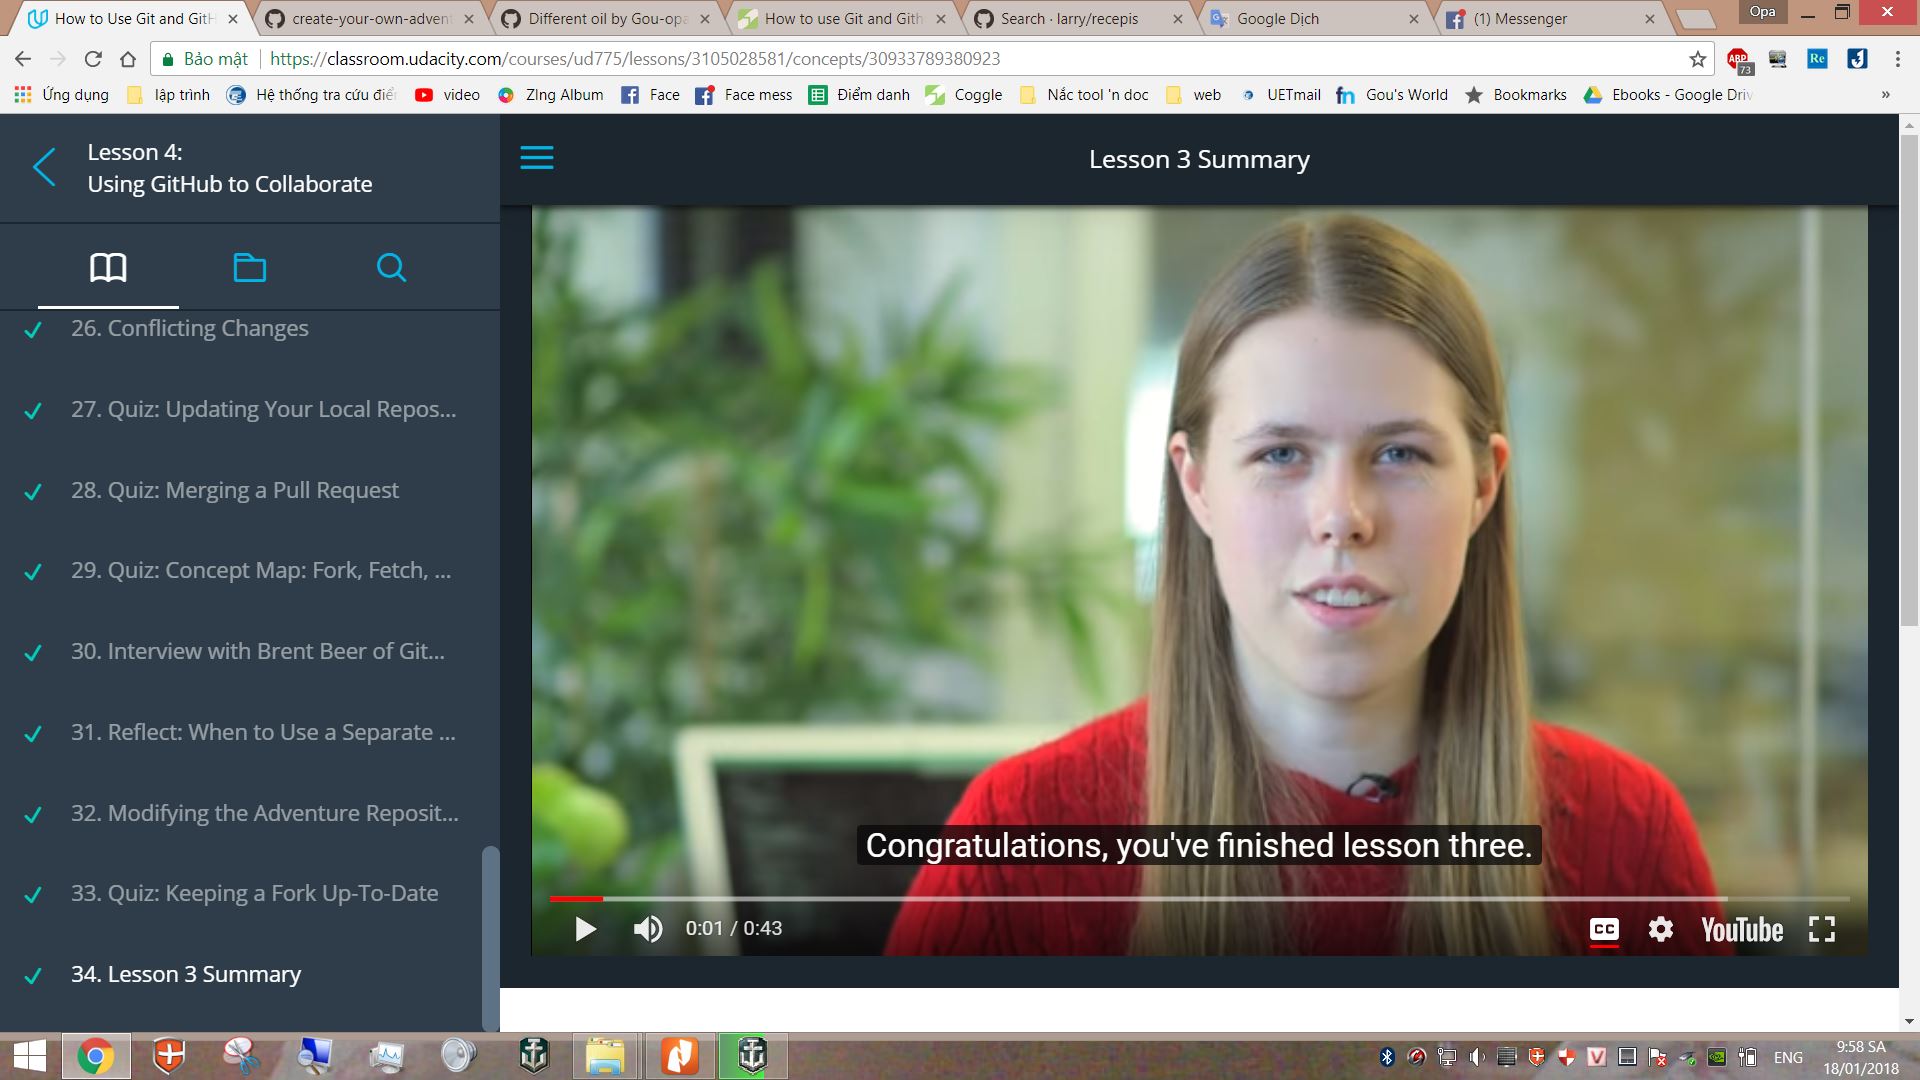 How to Use Git and GitH
create-your-own-advent
Different oil by Gou-opa
How to use Git and Gith
Search · larry/recepis
Google Dịch
(1) Messenger
Opa
Bảo mật
https://classroom.udacity.com/courses/ud775/lessons/3105028581/concepts/30933789380923
ABP
73
Re
Ứng dụng
lập trình
Hệ thống tra cứu điể
video
ZIng Album
Face
Face mess
Điểm danh
Coggle
Nắc tool 'n doc
web
UETmail
Gou's World
Bookmarks
Ebooks - Google Driv
»
Lesson 4:
Using GitHub to Collaborate
26. Conflicting Changes
27. Quiz: Updating Your Local Repos...
28. Quiz: Merging a Pull Request
29. Quiz: Concept Map: Fork, Fetch, ...
30. Interview with Brent Beer of Git...
31. Reflect: When to Use a Separate ...
32. Modifying the Adventure Reposit...
33. Quiz: Keeping a Fork Up-To-Date
34. Lesson 3 Summary
Lesson 3 Summary
Congratulations, you've finished lesson three.
0:01 / 0:43
CC
YouTube
ENG
9:58 SA
18/01/2018